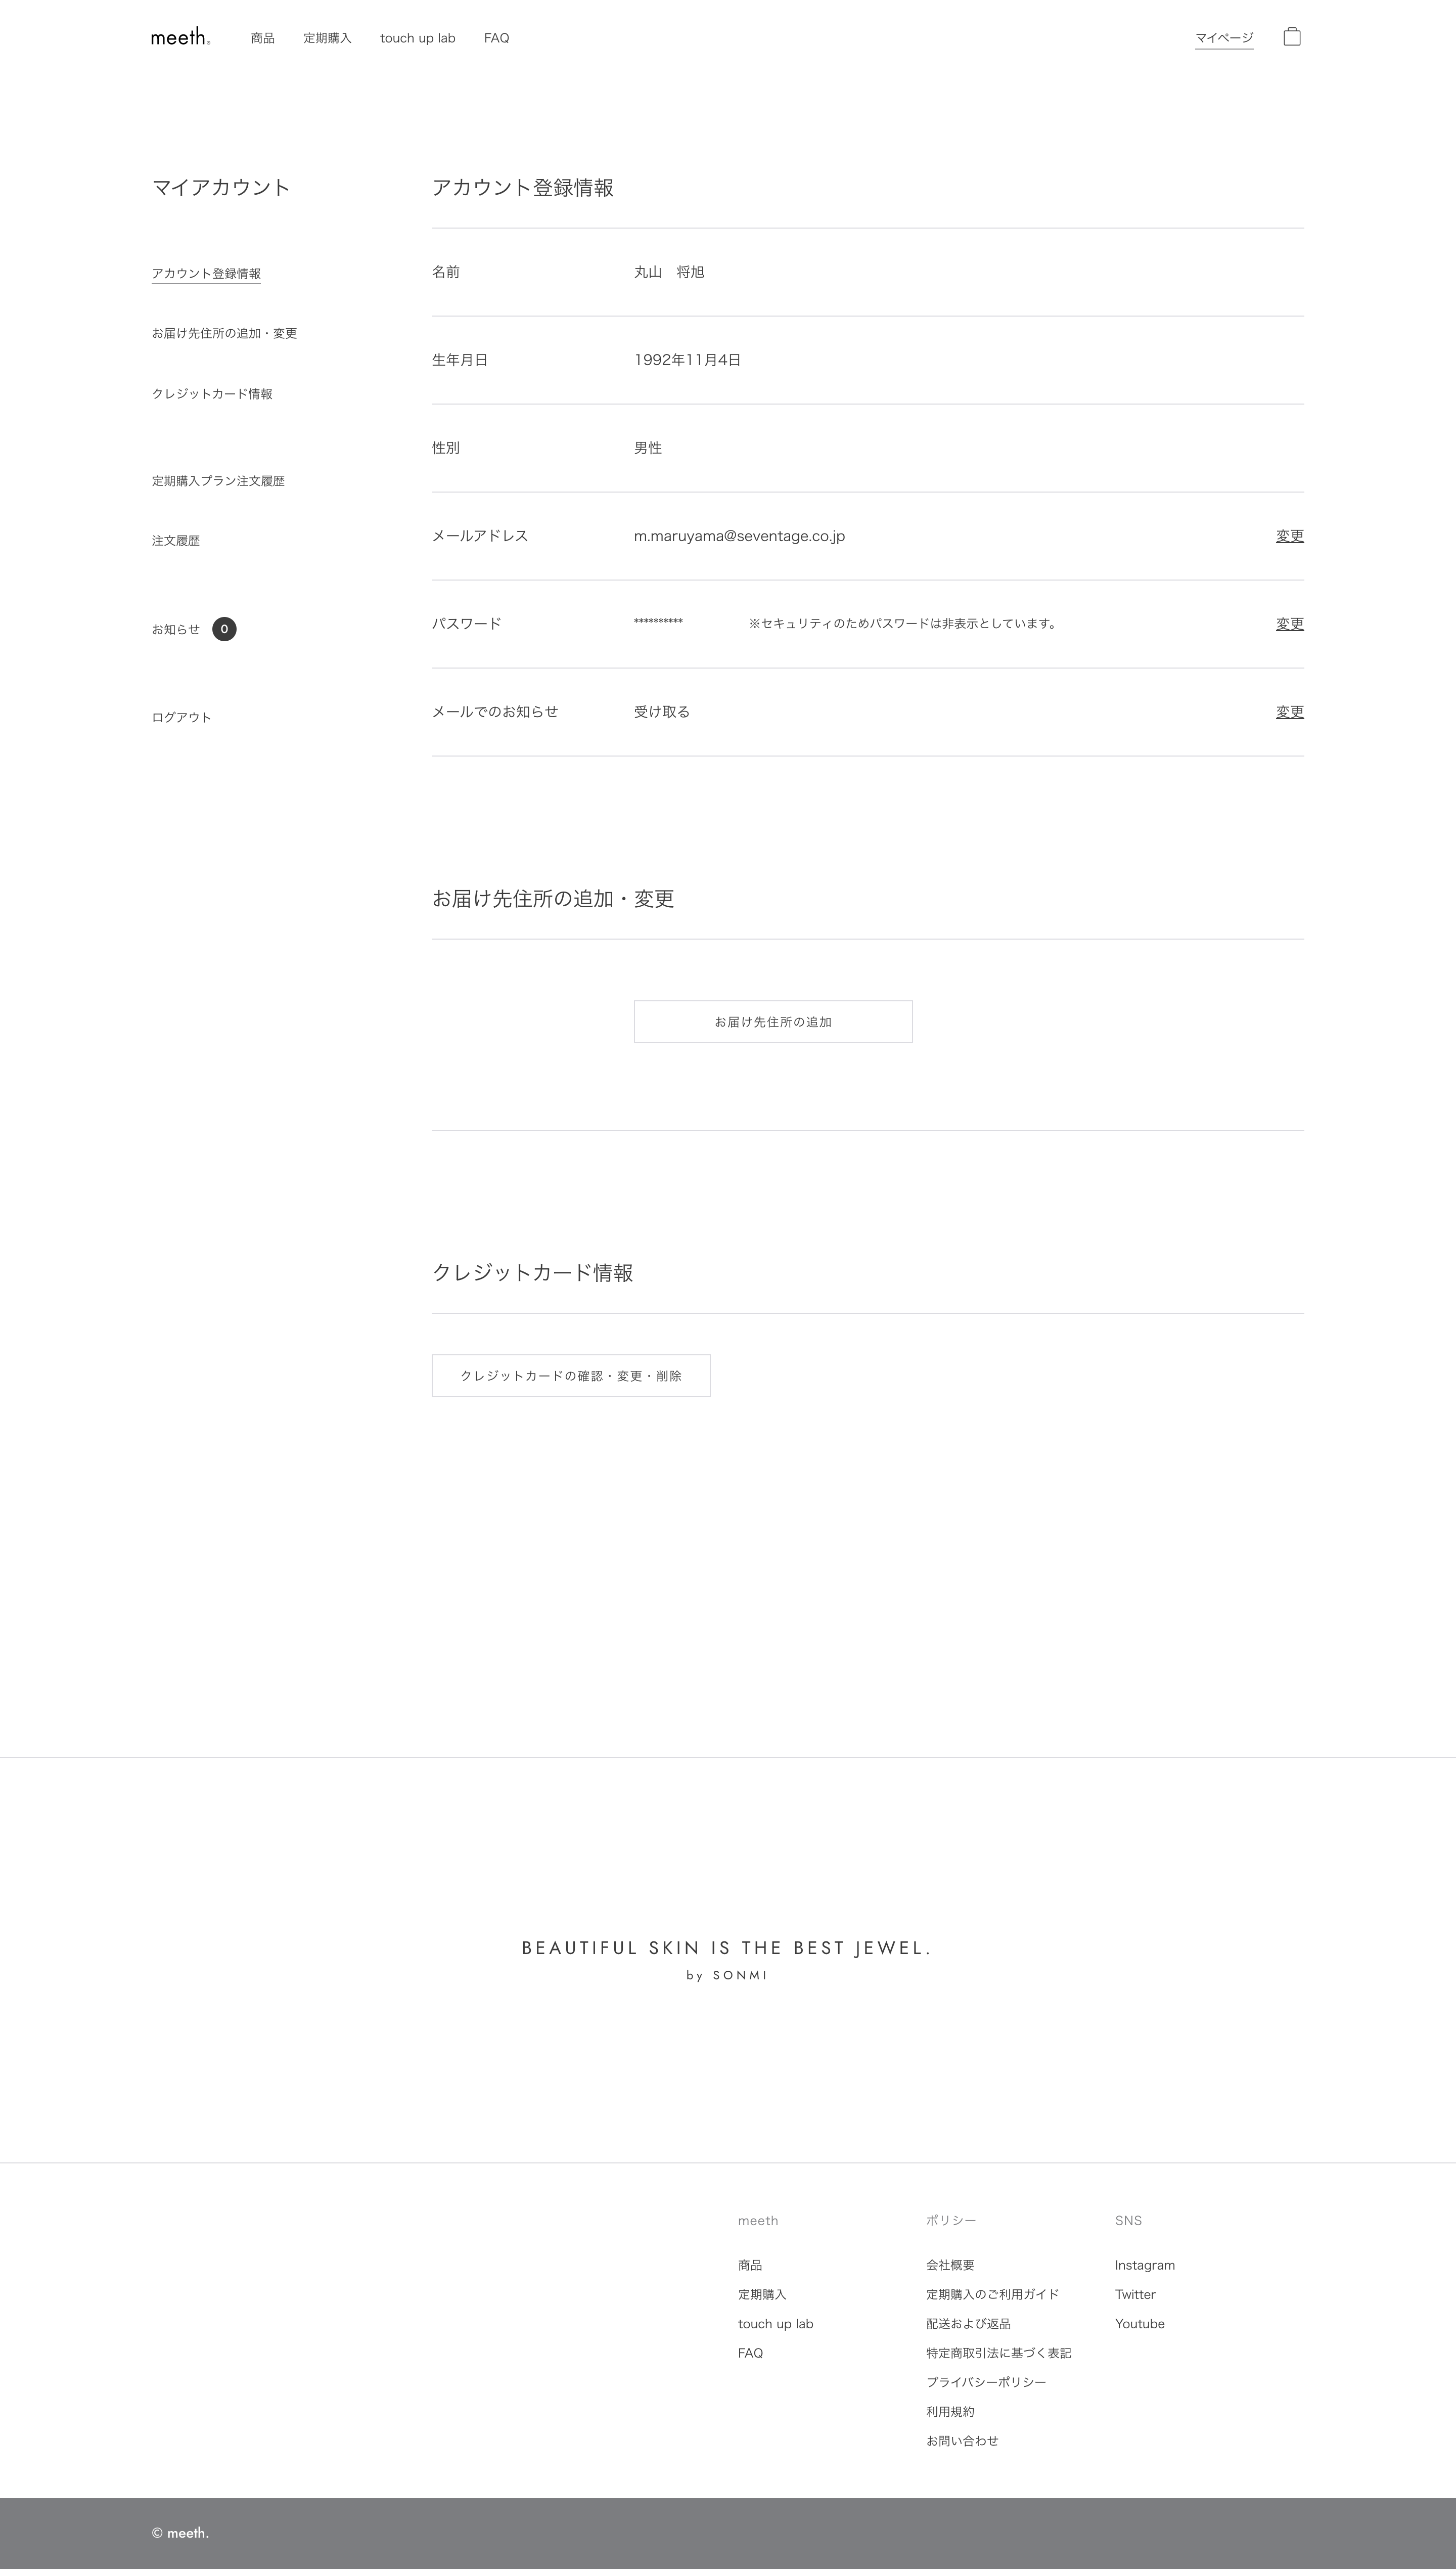 meeth.®
商品 定期購入 touch up lab FAQ マイページ
マイアカウント
アカウント登録情報
お届け先住所の追加・変更
クレジットカード情報
定期購入プラン注文履歴
注文履歴
お知らせ 0
ログアウト
アカウント登録情報
名前 丸山　将旭
生年月日 1992年11月4日
性別 男性
メールアドレス m.maruyama@seventage.co.jp 変更
パスワード ********** ※セキュリティのためパスワードは非表示としています。 変更
メールでのお知らせ 受け取る 変更
お届け先住所の追加・変更
お届け先住所の追加
クレジットカード情報
クレジットカードの確認・変更・削除
BEAUTIFUL SKIN IS THE BEST JEWEL.
by SONMI
meeth
商品
定期購入
touch up lab
FAQ
ポリシー
会社概要
定期購入のご利用ガイド
配送および返品
特定商取引法に基づく表記
プライバシーポリシー
利用規約
お問い合わせ
SNS
Instagram
Twitter
Youtube
© meeth.